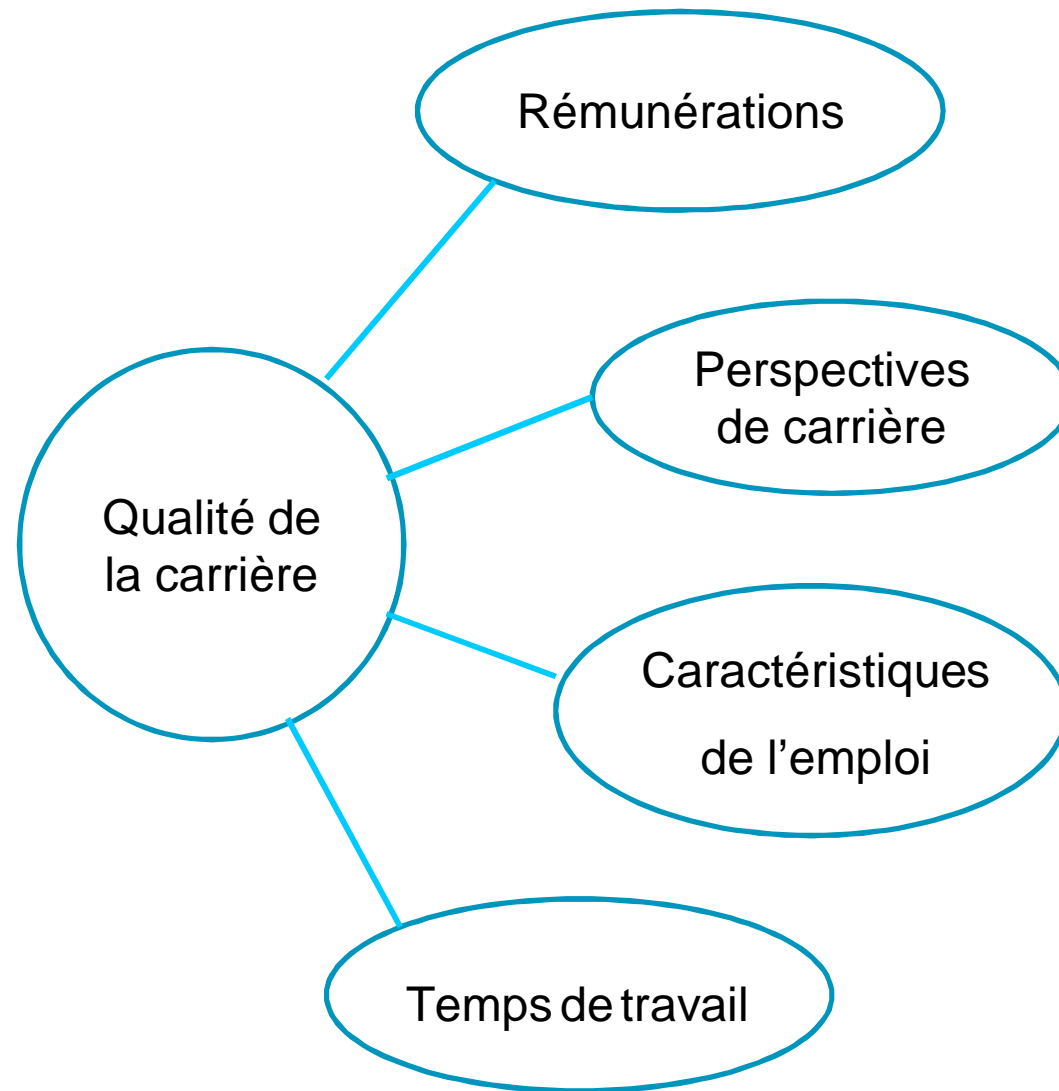 Rémunérations
Perspectives
de carrière
Qualité de
la carrière
Caractéristiques
de l’emploi
Temps de travail